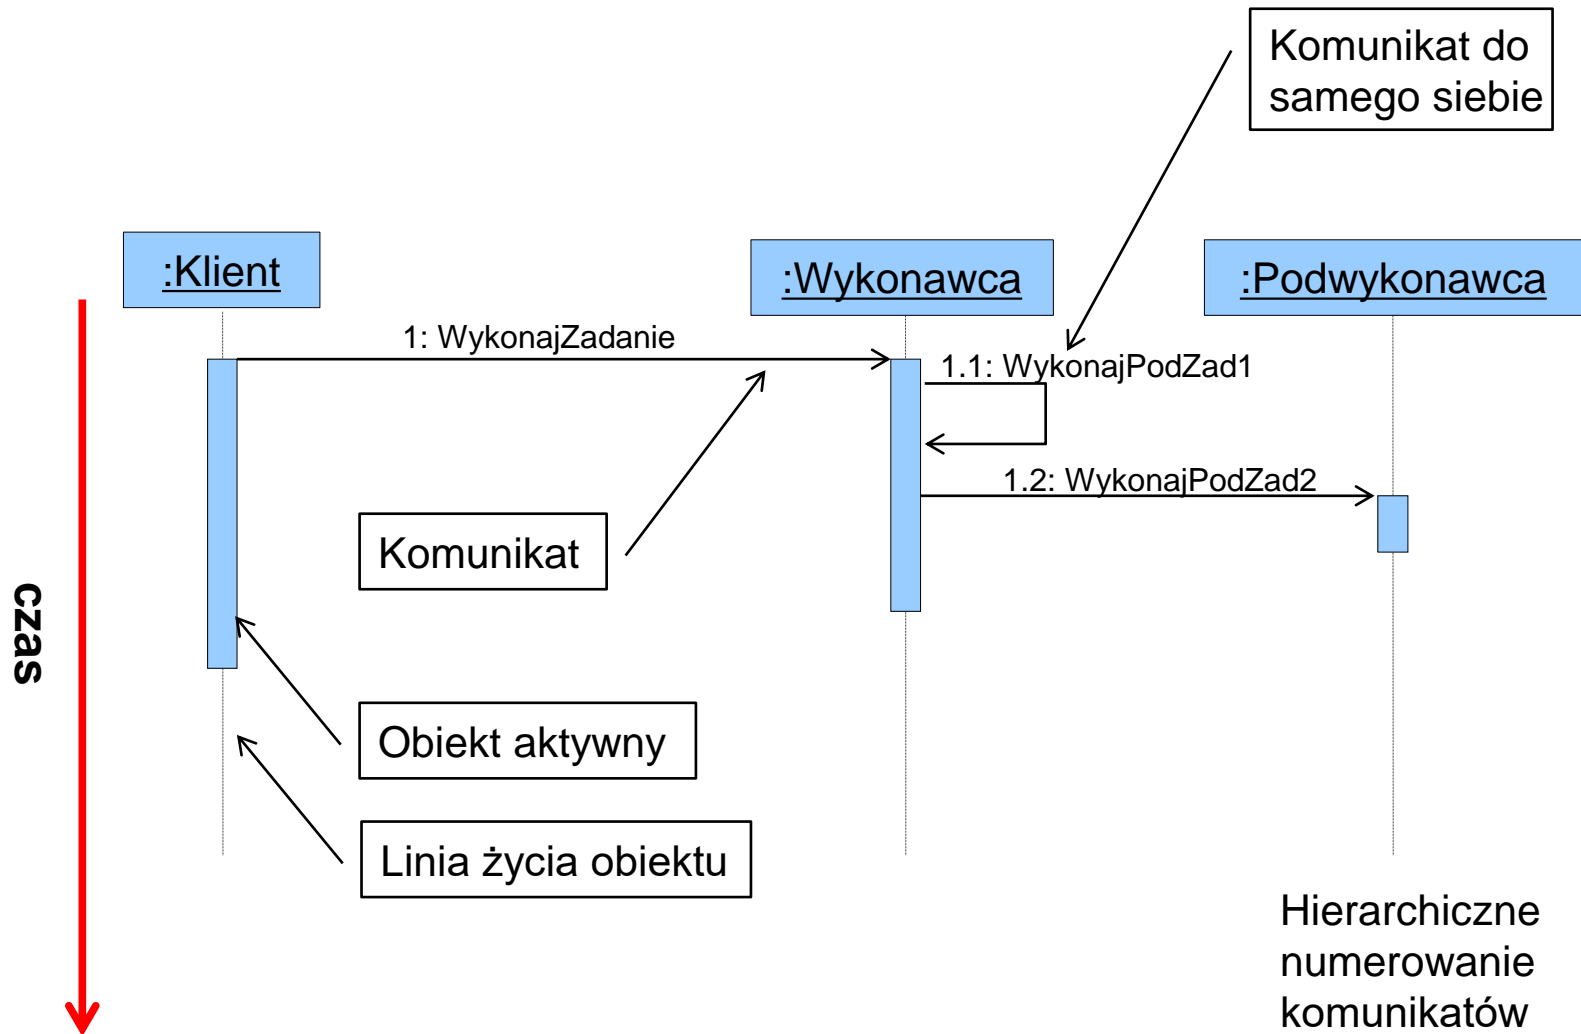 Komunikat do
samego siebie
:Klient
:Wykonawca
:Podwykonawca
1: WykonajZadanie
1.1: WykonajPodZad1
1.2: WykonajPodZad2
Komunikat
czas
Obiekt aktywny
Linia życia obiektu
Hierarchiczne
numerowanie
komunikatów